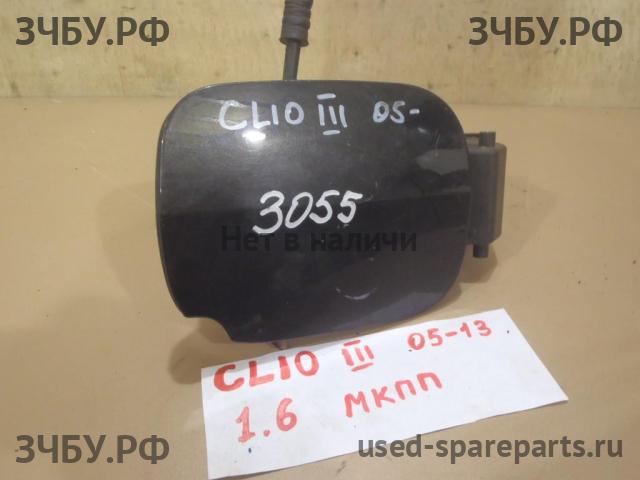 ЗЧБУ.РФ ЗЧБУ.РФ
CLIO III 05-
3055
Нет в наличи
CLIO III 05-13
1.6 МКПП
ЗЧБУ.РФ used-spareparts.ru